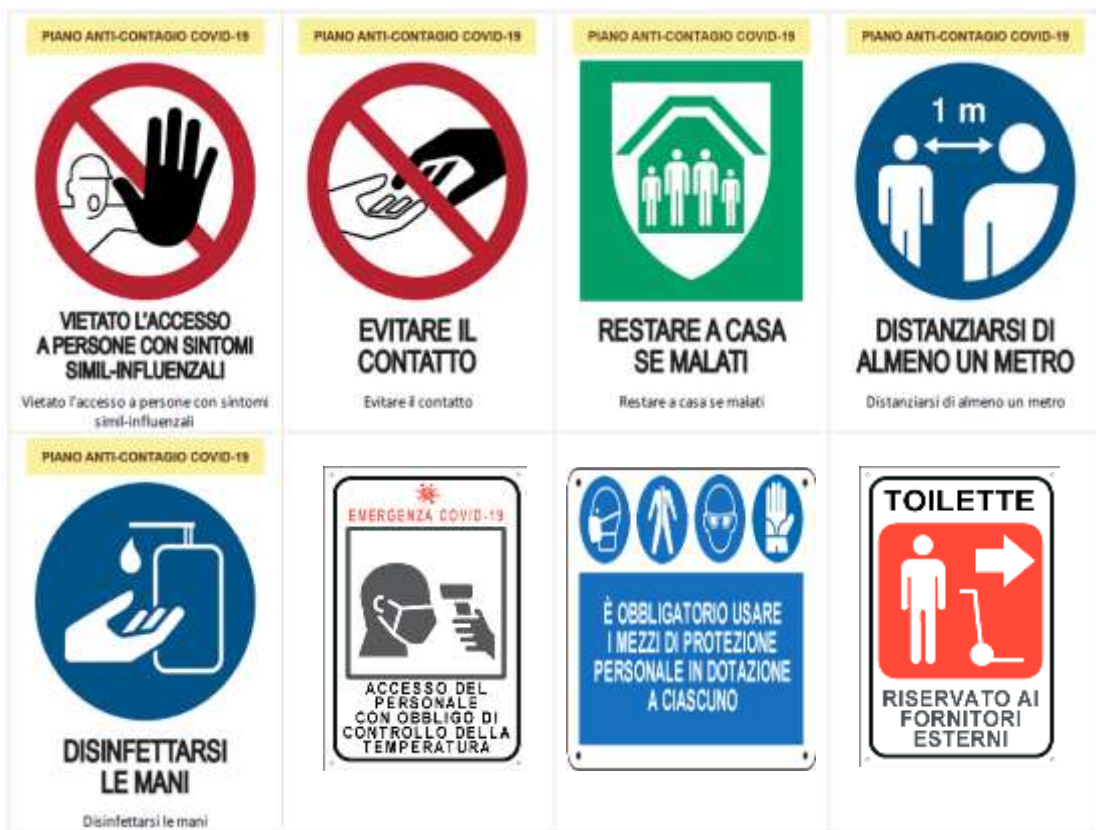 PIANO ANTI-CONTAGIO COVID-19
VIETATO L'ACCESSO
A PERSONE CON SINTOMI
SIMIL-INFLUENZALI
Vietato l'accesso a persone con sintomi
simil-influenzali
PIANO ANTI-CONTAGIO COVID-19
EVITARE IL
CONTATTO
Evitare il contatto
PIANO ANTI-CONTAGIO COVID-19
RESTARE A CASA
SE MALATI
Restare a casa se malati
PIANO ANTI-CONTAGIO COVID-19
1 m
DISTANZIARSI DI
ALMENO UN METRO
Distanziarsi di almeno un metro
PIANO ANTI-CONTAGIO COVID-19
DISINFETTARSI
LE MANI
Disinfettarsi le mani
EMERGENZA COVID-19
ACCESSO DEL
PERSONALE
CON OBBLIGO DI
CONTROLLO DELLA
TEMPERATURA
È OBBLIGATORIO USARE
I MEZZI DI PROTEZIONE
PERSONALE IN DOTAZIONE
A CIASCUNO
TOILETTE
RISERVATO AI
FORNITORI
ESTERNI